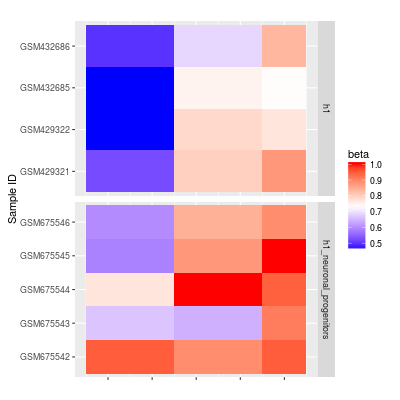 Sample ID
GSM432686
GSM432685
GSM429322
GSM429321
h1
GSM675546
GSM675545
GSM675544
GSM675543
GSM675542
h1_neuronal_progenitors
beta
1.0
0.9
0.8
0.7
0.6
0.5